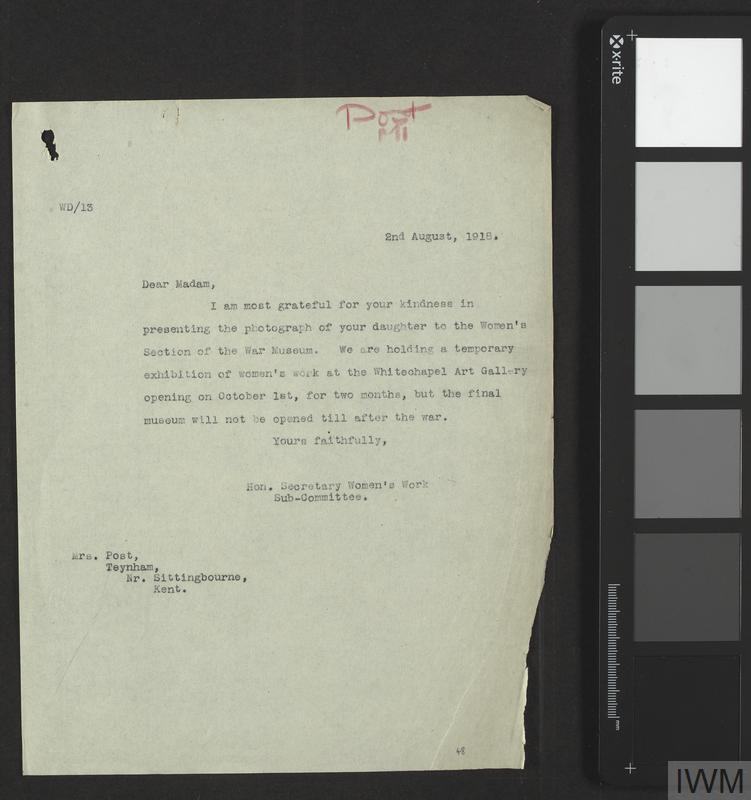 Post
WD/13
2nd August, 1918.
Dear Madam,
I am most grateful for your kindness in
presenting the photograph of your daughter to the Women's
Section of the War Museum. We are holding a temporary
exhibition of women's work at the Whitechapel Art Gallery
opening on October 1st, for two months, but the final
museum will not be opened till after the war.
Yours faithfully,
Hon. Secretary Women's Work
Sub-Committee.
Mrs. Post,
Teynham,
Nr. Sittingbourne,
Kent.
48
x-rite
mm
IWM